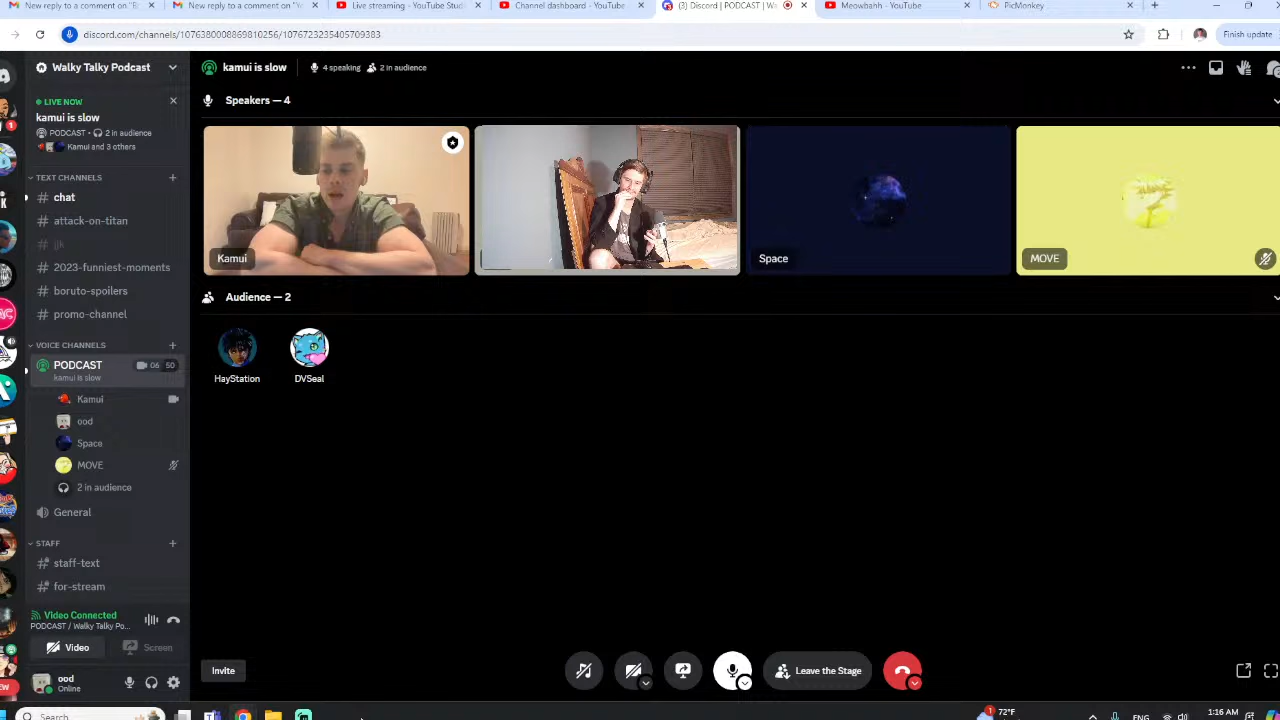 New reply to a comment on "E
New reply to a comment on "Yo
Live streaming - YouTube Studi
Channel dashboard - YouTube
(3) Discord | PODCAST | Wa
Meowbahh - YouTube
PicMonkey
discord.com/channels/1076380008869810256/1076723235405709383
Finish update
Walky Talky Podcast
kamui is slow
4 speaking
2 in audience
LIVE NOW
kamui is slow
PODCAST • 2 in audience
Kamui and 3 others
Speakers — 4
TEXT CHANNELS
chat
attack-on-titan
jjk
2023-funniest-moments
boruto-spoilers
promo-channel
Kamui
Space
MOVE
Audience — 2
HayStation
DVSeal
VOICE CHANNELS
PODCAST
06 50
kamui is slow
Kamui
ood
Space
MOVE
2 in audience
General
STAFF
staff-text
for-stream
Video Connected
PODCAST / Walky Talky Po...
Video
Screen
Invite
Leave the Stage
ood
Online
Search
72°F
ENG
1:16 AM